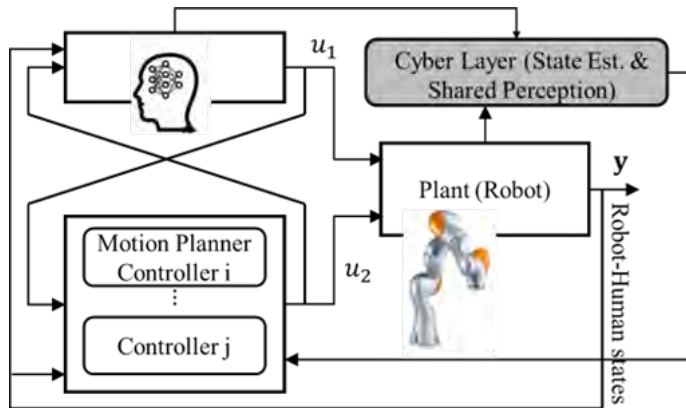 u₁
Cyber Layer (State Est. &
Shared Perception)
Plant (Robot)
y
Motion Planner
Controller i
⋮
Controller j
u₂
Robot-Human states